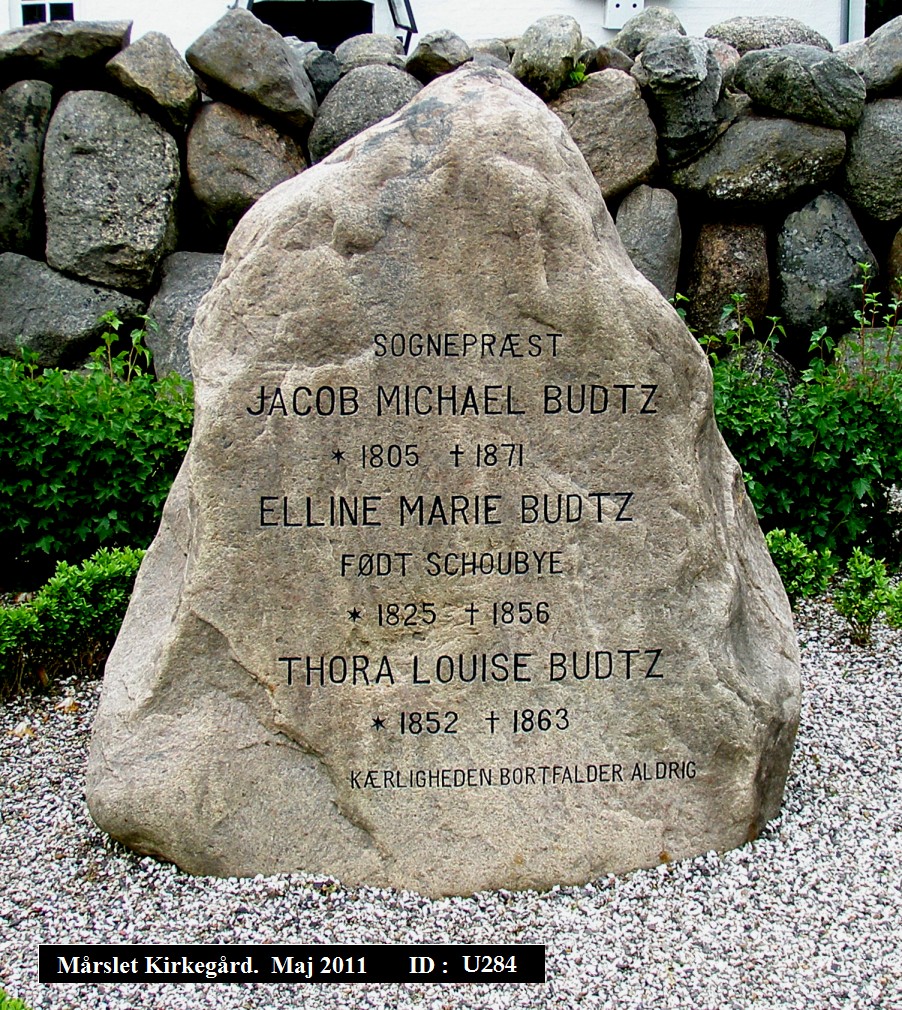 SOGNEPRÆST
JACOB MICHAEL BUDTZ
* 1805 † 1871
ELLINE MARIE BUDTZ
FØDT SCHOUBYE
* 1825 † 1856
THORA LOUISE BUDTZ
* 1852 † 1863
KÆRLIGHEDEN BORTFALDER ALDRIG
Mårslet Kirkegård. Maj 2011 ID : U284